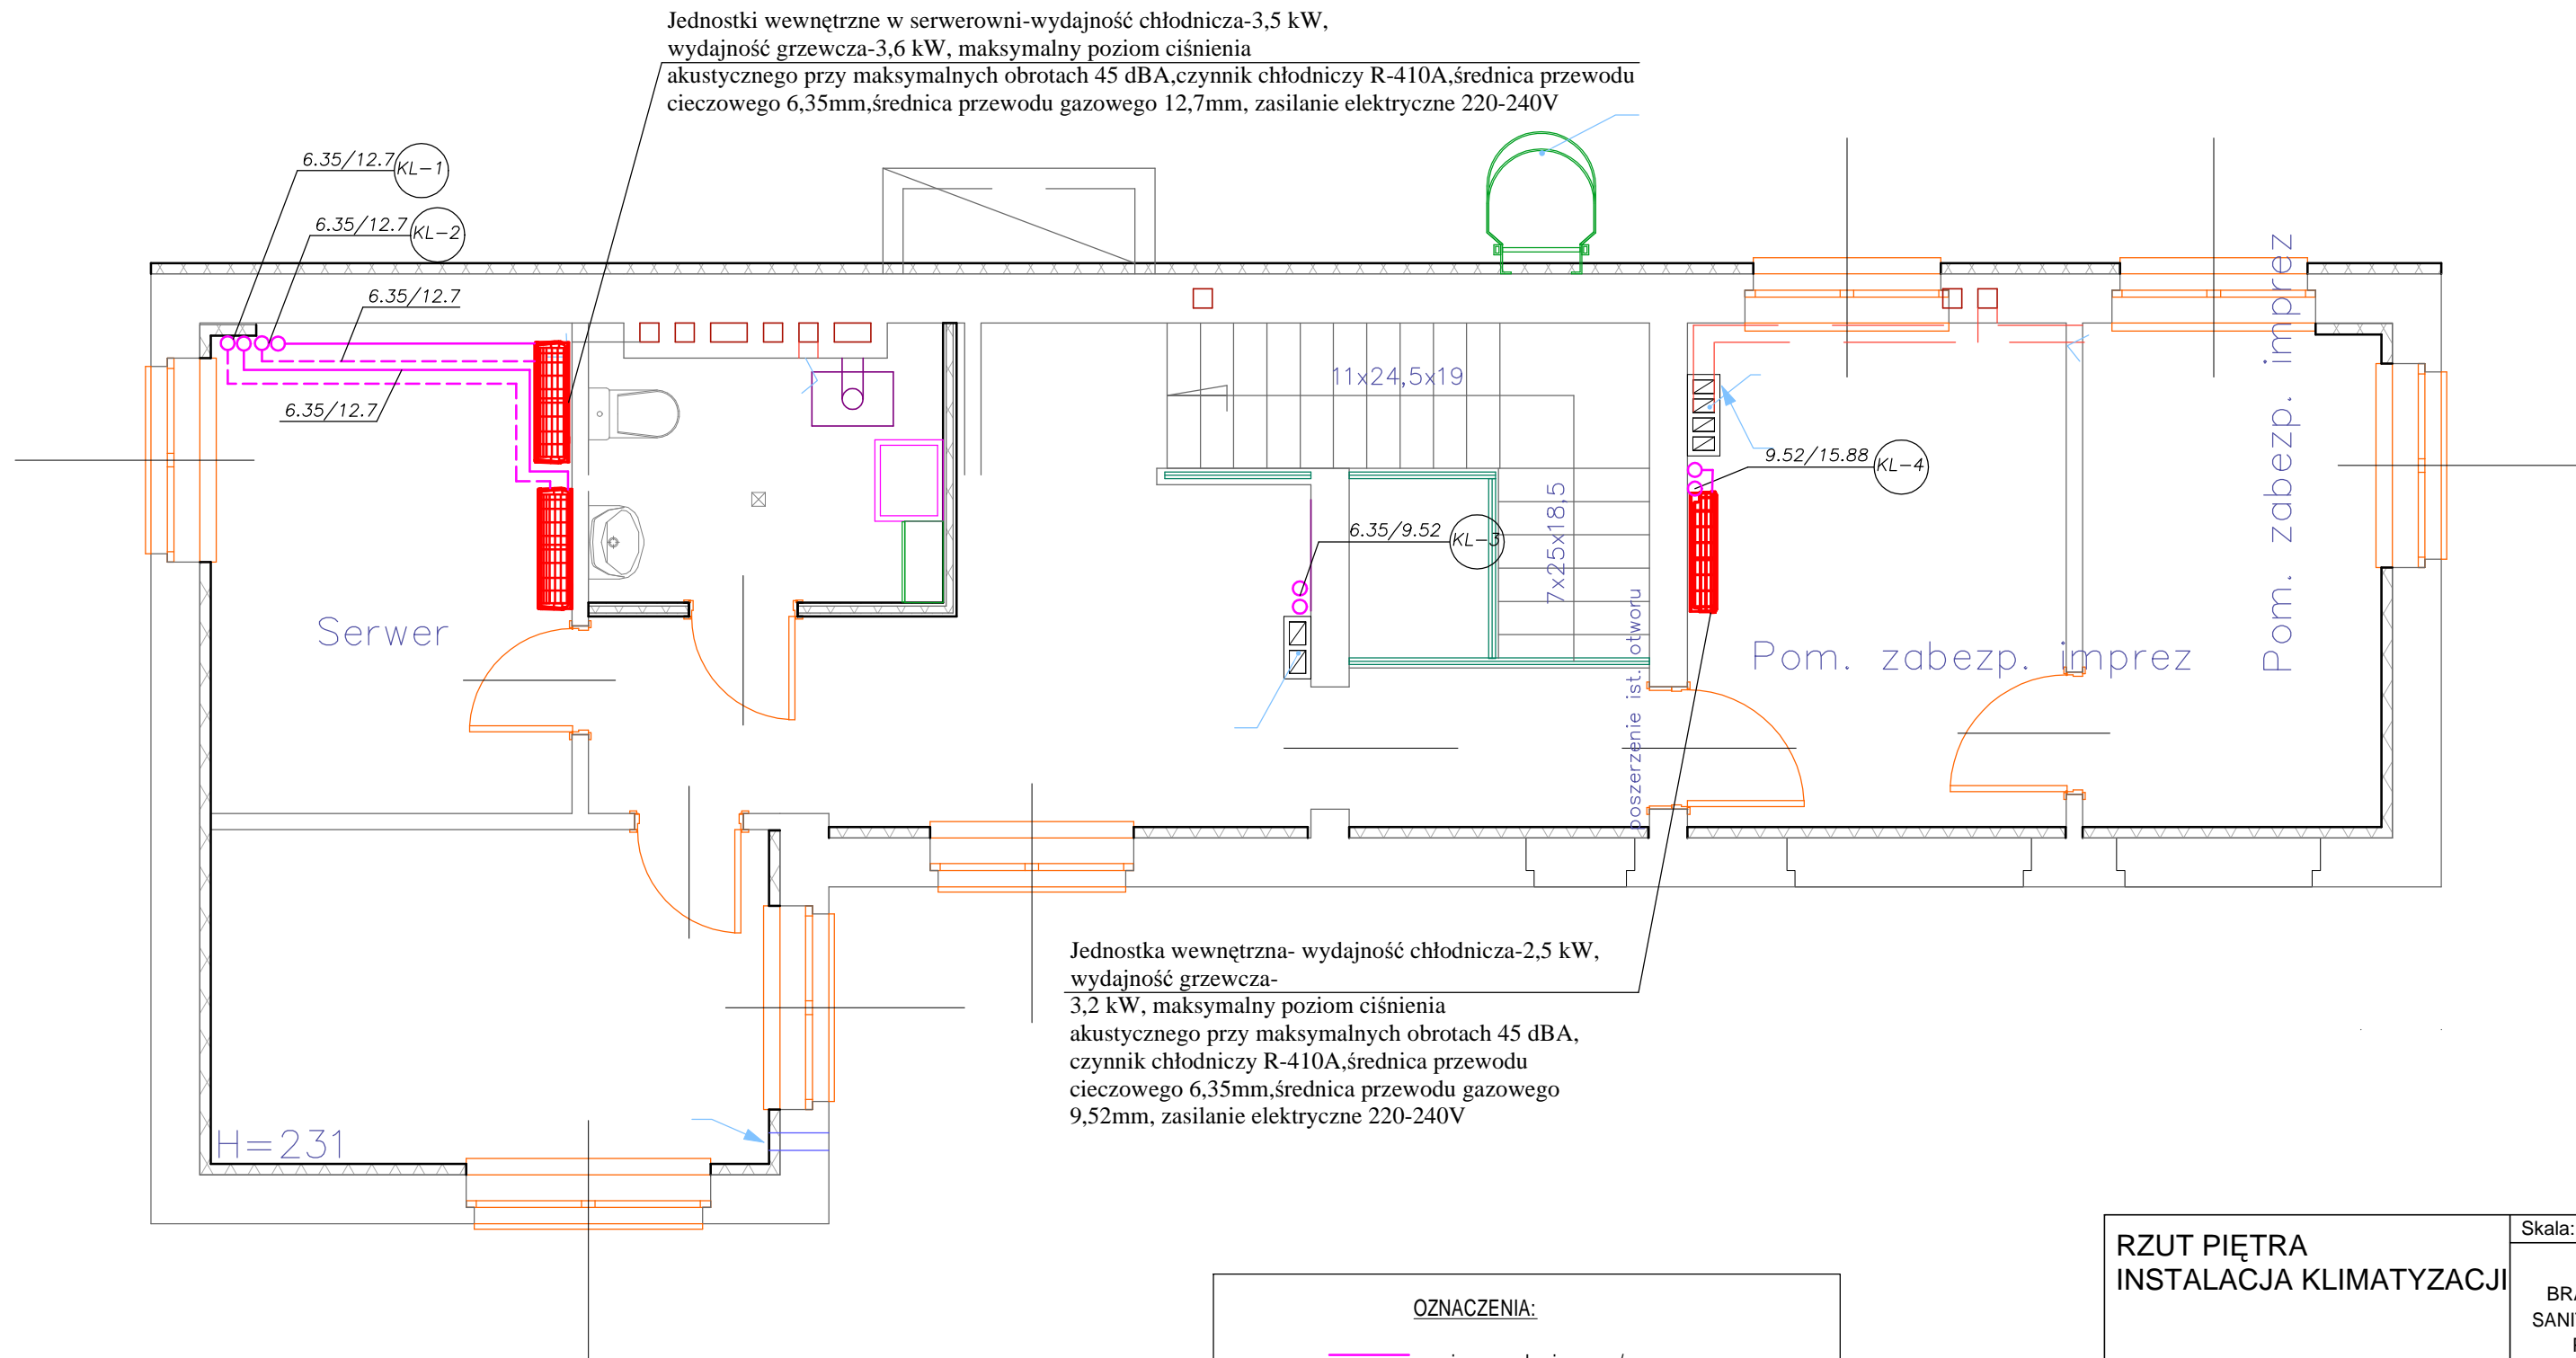 Jednostki wewnętrzne w serwerowni-wydajność chłodnicza-3,5 kW,
wydajność grzewcza-3,6 kW, maksymalny poziom ciśnienia
akustycznego przy maksymalnych obrotach 45 dBA,czynnik chłodniczy R-410A,średnica przewodu
cieczowego 6,35mm,średnica przewodu gazowego 12,7mm, zasilanie elektryczne 220-240V
6.35/12.7 KL-1
6.35/12.7 KL-2
6.35/12.7
6.35/12.7
11x24,5x19
9.52/15.88 KL-4
6.35/9.52 KL-3
7x25x18,5
Serwer
poszerzenie ist. otworu
Pom. zabezp. imprez
Pom. zabezp. imprez
Jednostka wewnętrzna- wydajność chłodnicza-2,5 kW,
wydajność grzewcza-
3,2 kW, maksymalny poziom ciśnienia
akustycznego przy maksymalnych obrotach 45 dBA,
czynnik chłodniczy R-410A,średnica przewodu
cieczowego 6,35mm,średnica przewodu gazowego
9,52mm, zasilanie elektryczne 220-240V
H=231
OZNACZENIA:
RZUT PIĘTRA
INSTALACJA KLIMATYZACJI
Skala: